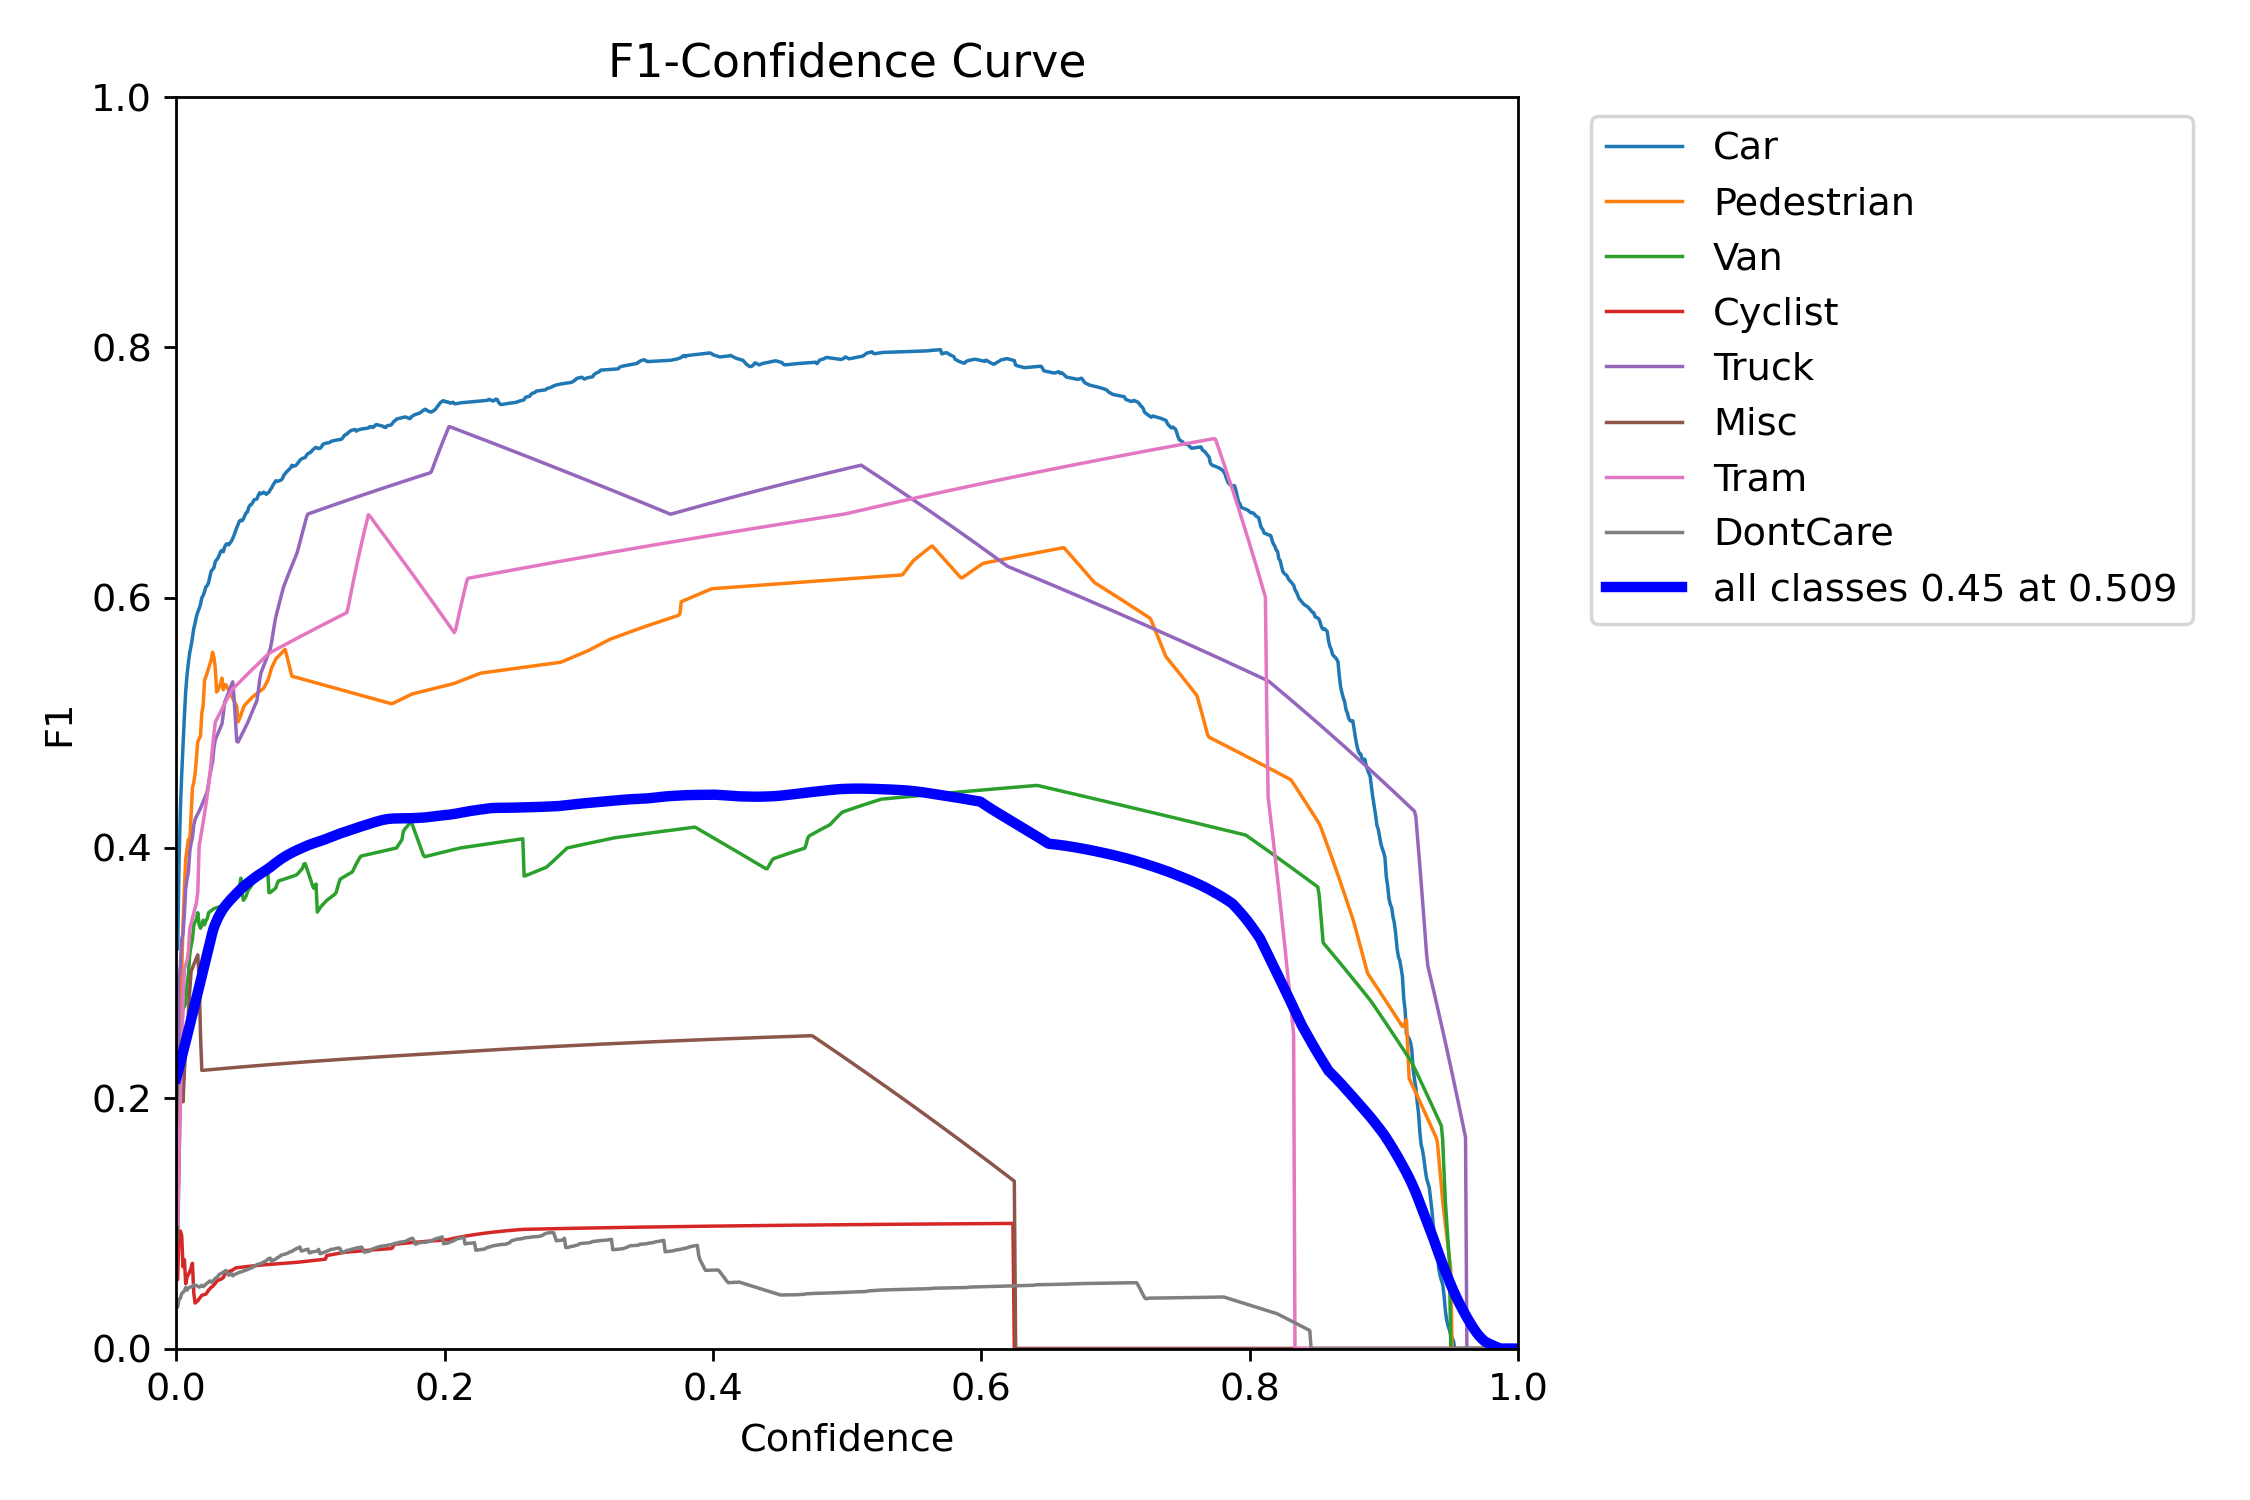 F1-Confidence Curve
1.0
0.8
0.6
0.4
0.2
0.0
F1
0.0 0.2 0.4 0.6 0.8 1.0
Confidence
Car
Pedestrian
Van
Cyclist
Truck
Misc
Tram
DontCare
all classes 0.45 at 0.509